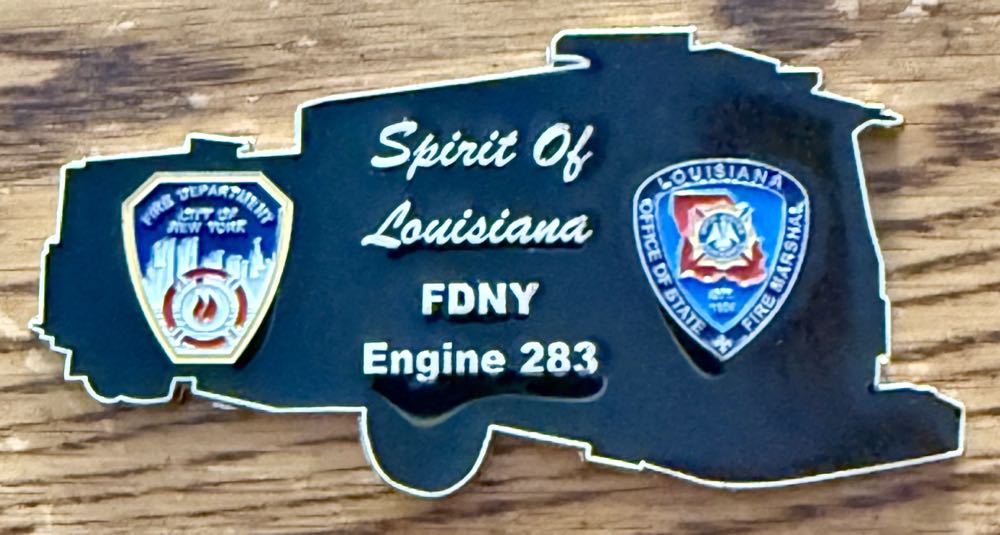 Spirit Of
Louisiana
FDNY
Engine 283
FIRE DEPARTMENT
CITY OF
NEW YORK
LOUISIANA
OFFICE OF STATE
FIRE MARSHAL